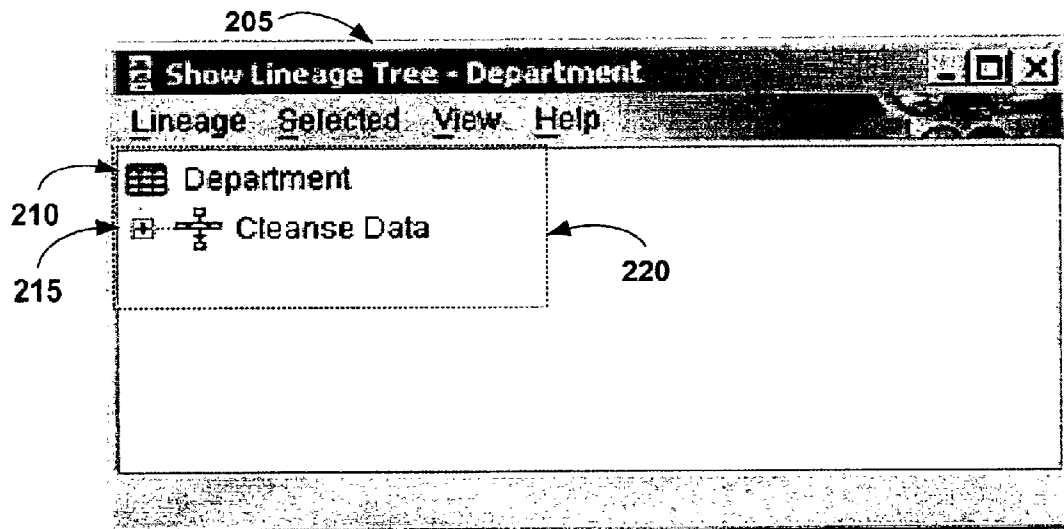 205
Show Lineage Tree - Department
Lineage Selected View Help
Department
210
Cleanse Data
220
215